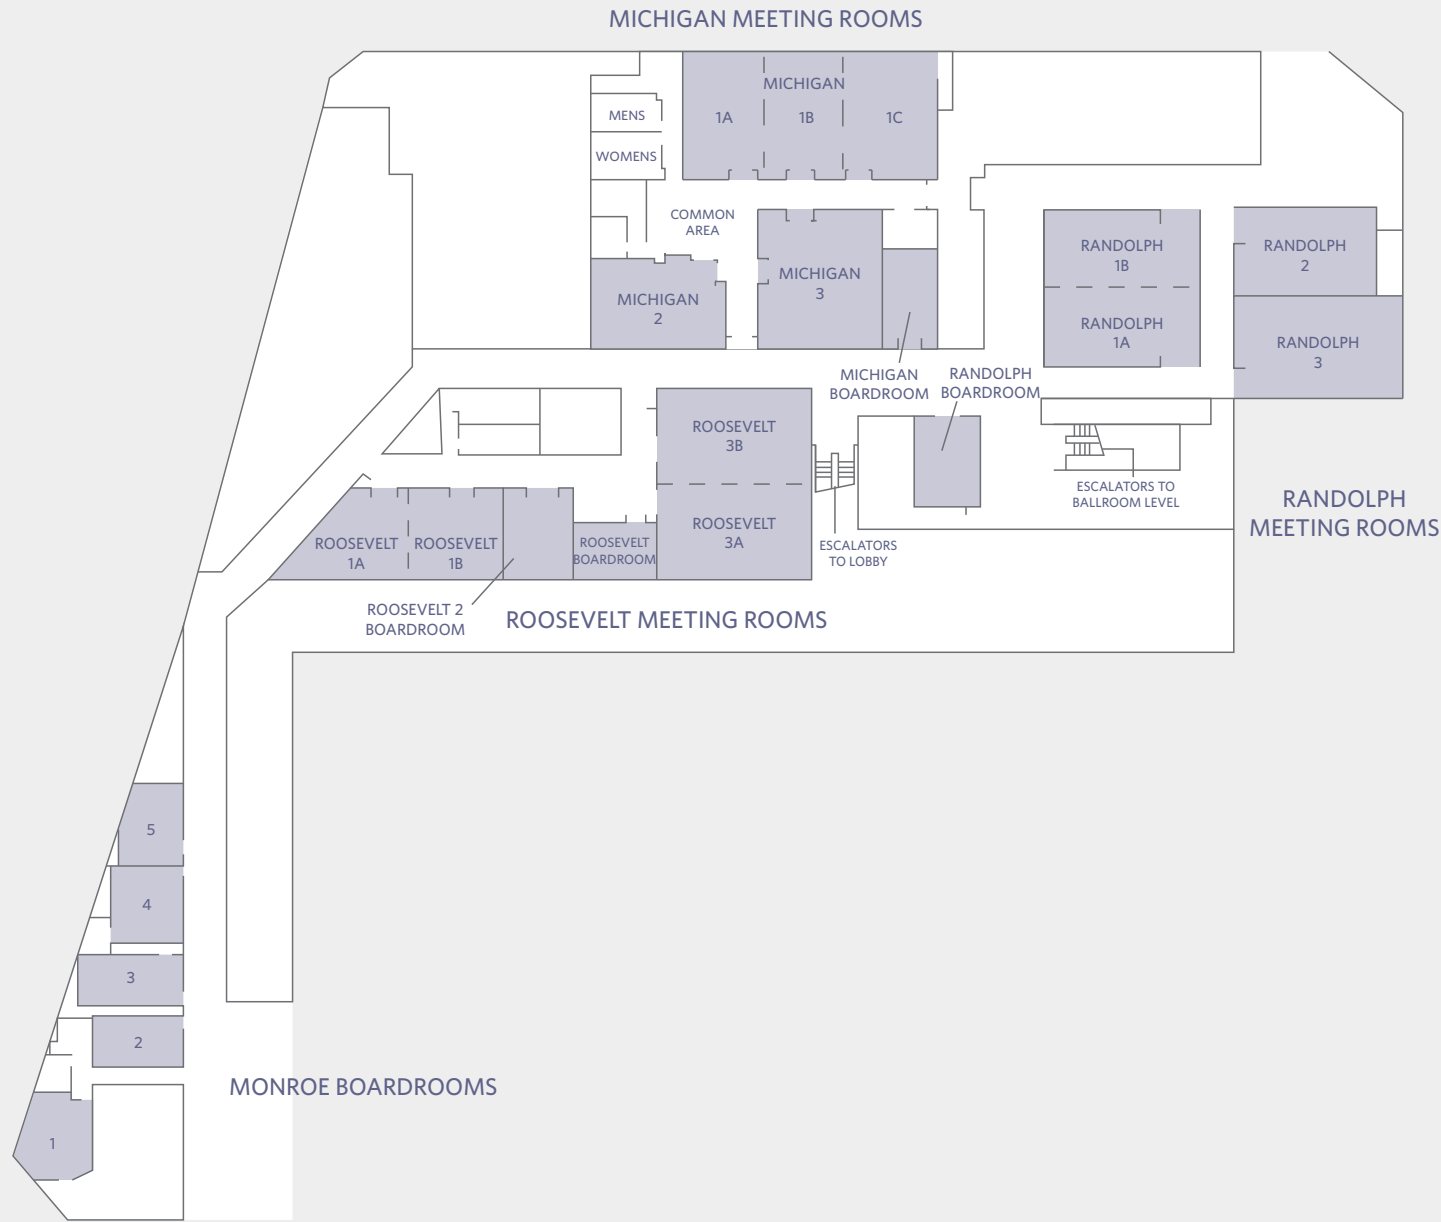 MICHIGAN MEETING ROOMS
MICHIGAN
1A
1B
1C
MENS
WOMENS
COMMON
AREA
MICHIGAN
2
MICHIGAN
3
MICHIGAN
BOARDROOM
RANDOLPH
1B
RANDOLPH
1A
RANDOLPH
2
RANDOLPH
3
RANDOLPH
BOARDROOM
ROOSEVELT
3B
ROOSEVELT
3A
ESCALATORS
TO LOBBY
ESCALATORS TO
BALLROOM LEVEL
RANDOLPH
MEETING ROOMS
ROOSEVELT
1A
ROOSEVELT
1B
ROOSEVELT
BOARDROOM
ROOSEVELT 2
BOARDROOM
ROOSEVELT MEETING ROOMS
5
4
3
2
1
MONROE BOARDROOMS